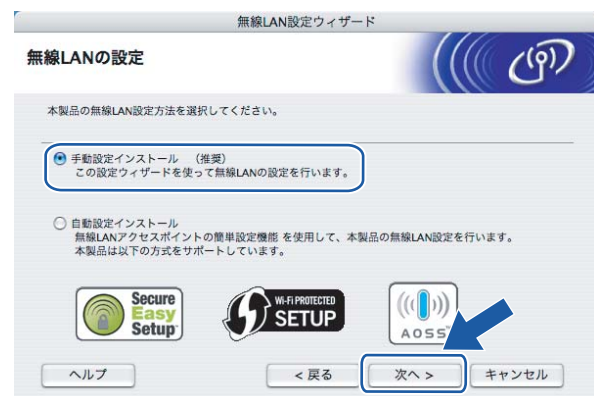 無線LAN設定ウィザード
無線LANの設定
本製品の無線LAN設定方法を選択してください。
手動設定インストール （推奨）
この設定ウィザードを使って無線LANの設定を行います。
自動設定インストール
無線LANアクセスポイントの簡単設定機能 を使用して、本製品の無線LAN設定を行います。
本製品は以下の方式をサポートしています。
Secure
Easy
Setup
WI-FI PROTECTED
SETUP
AOSS
ヘルプ
< 戻る
次へ >
キャンセル